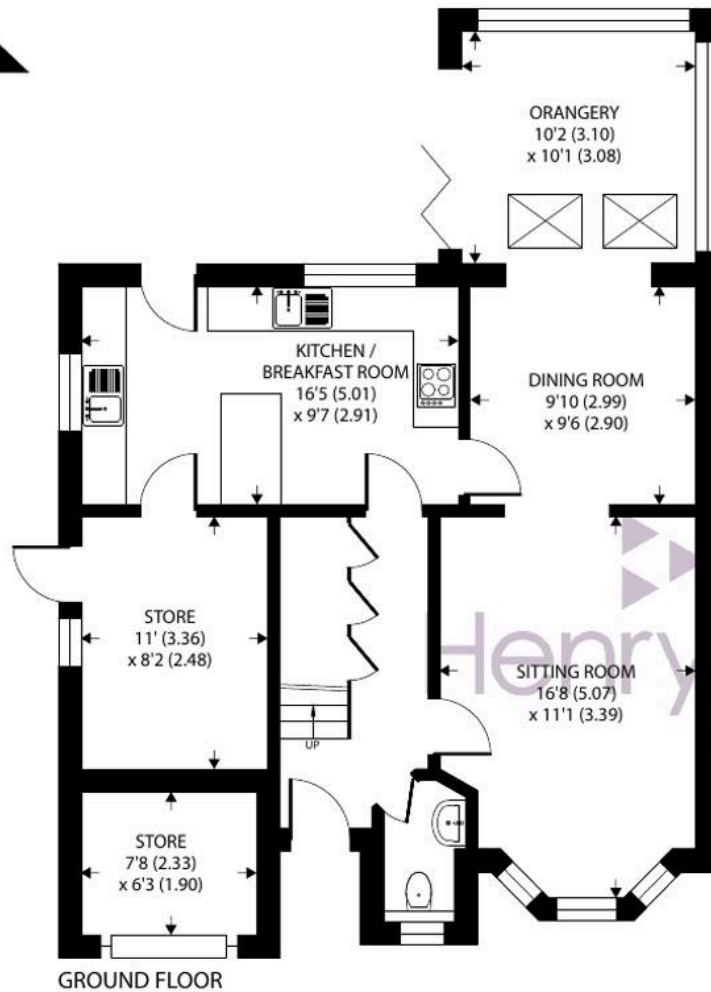 ORANGERY
10'2 (3.10)
x 10'1 (3.08)
KITCHEN /
BREAKFAST ROOM
16'5 (5.01)
x 9'7 (2.91)
DINING ROOM
9'10 (2.99)
x 9'6 (2.90)
STORE
11' (3.36)
x 8'2 (2.48)
Henry
SITTING ROOM
16'8 (5.07)
x 11'1 (3.39)
UP
STORE
7'8 (2.33)
x 6'3 (1.90)
GROUND FLOOR